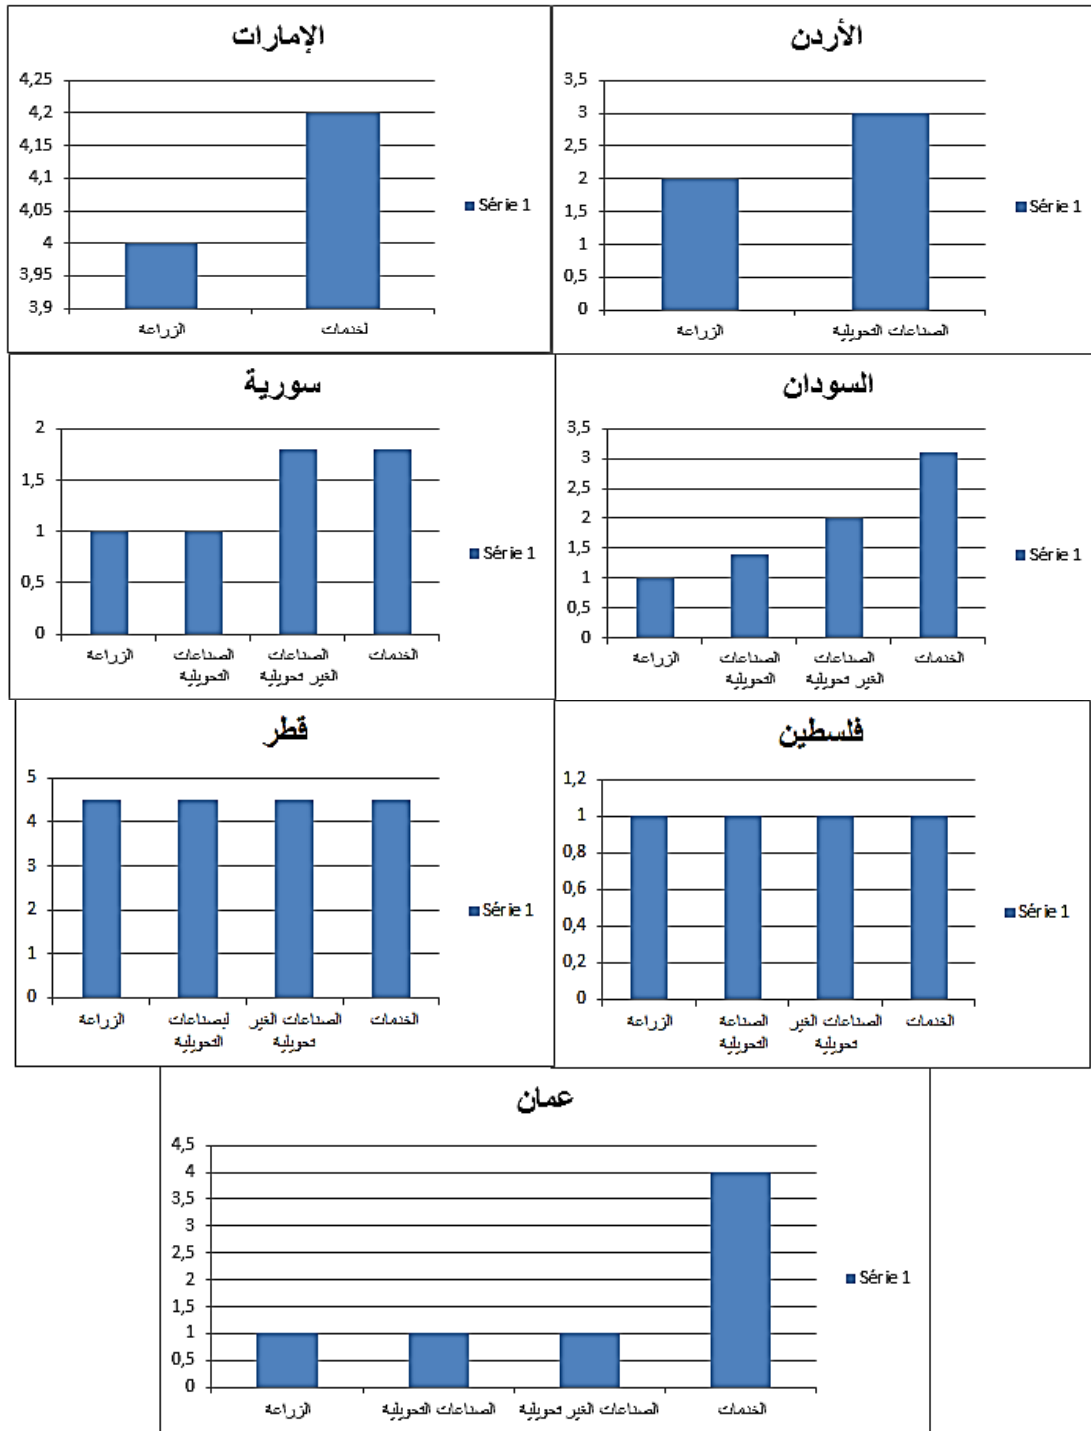 الإمارات
4,25
4,2
4,15
4,1
4,05
4
3,95
3,9
الزراعة
لخدمات
Série 1
الأردن
3,5
3
2,5
2
1,5
1
0,5
0
الزراعة
الصناعات التحويلية
Série 1
سورية
2
1,5
1
0,5
0
الزراعة
الصناعات
التحويلية
الصناعات
الغير تحويلية
الخدمات
Série 1
السودان
3,5
3
2,5
2
1,5
1
0,5
0
الزراعة
الصناعات
التحويلية
الصناعات
الغير تحويلية
الخدمات
Série 1
قطر
5
4
3
2
1
0
الزراعة
ليصناعات
التحويلية
الصناعات الغير
تحويلية
الخدمات
Série 1
فلسطين
1,2
1
0,8
0,6
0,4
0,2
0
الزراعة
الصناعة
التحويلية
الصناعات الغير
تحويلية
الخدمات
Série 1
عمان
4,5
4
3,5
3
2,5
2
1,5
1
0,5
0
الزراعة
الصناعات التحويلية
الصناعات الغير تحويلية
الخدمات
Série 1